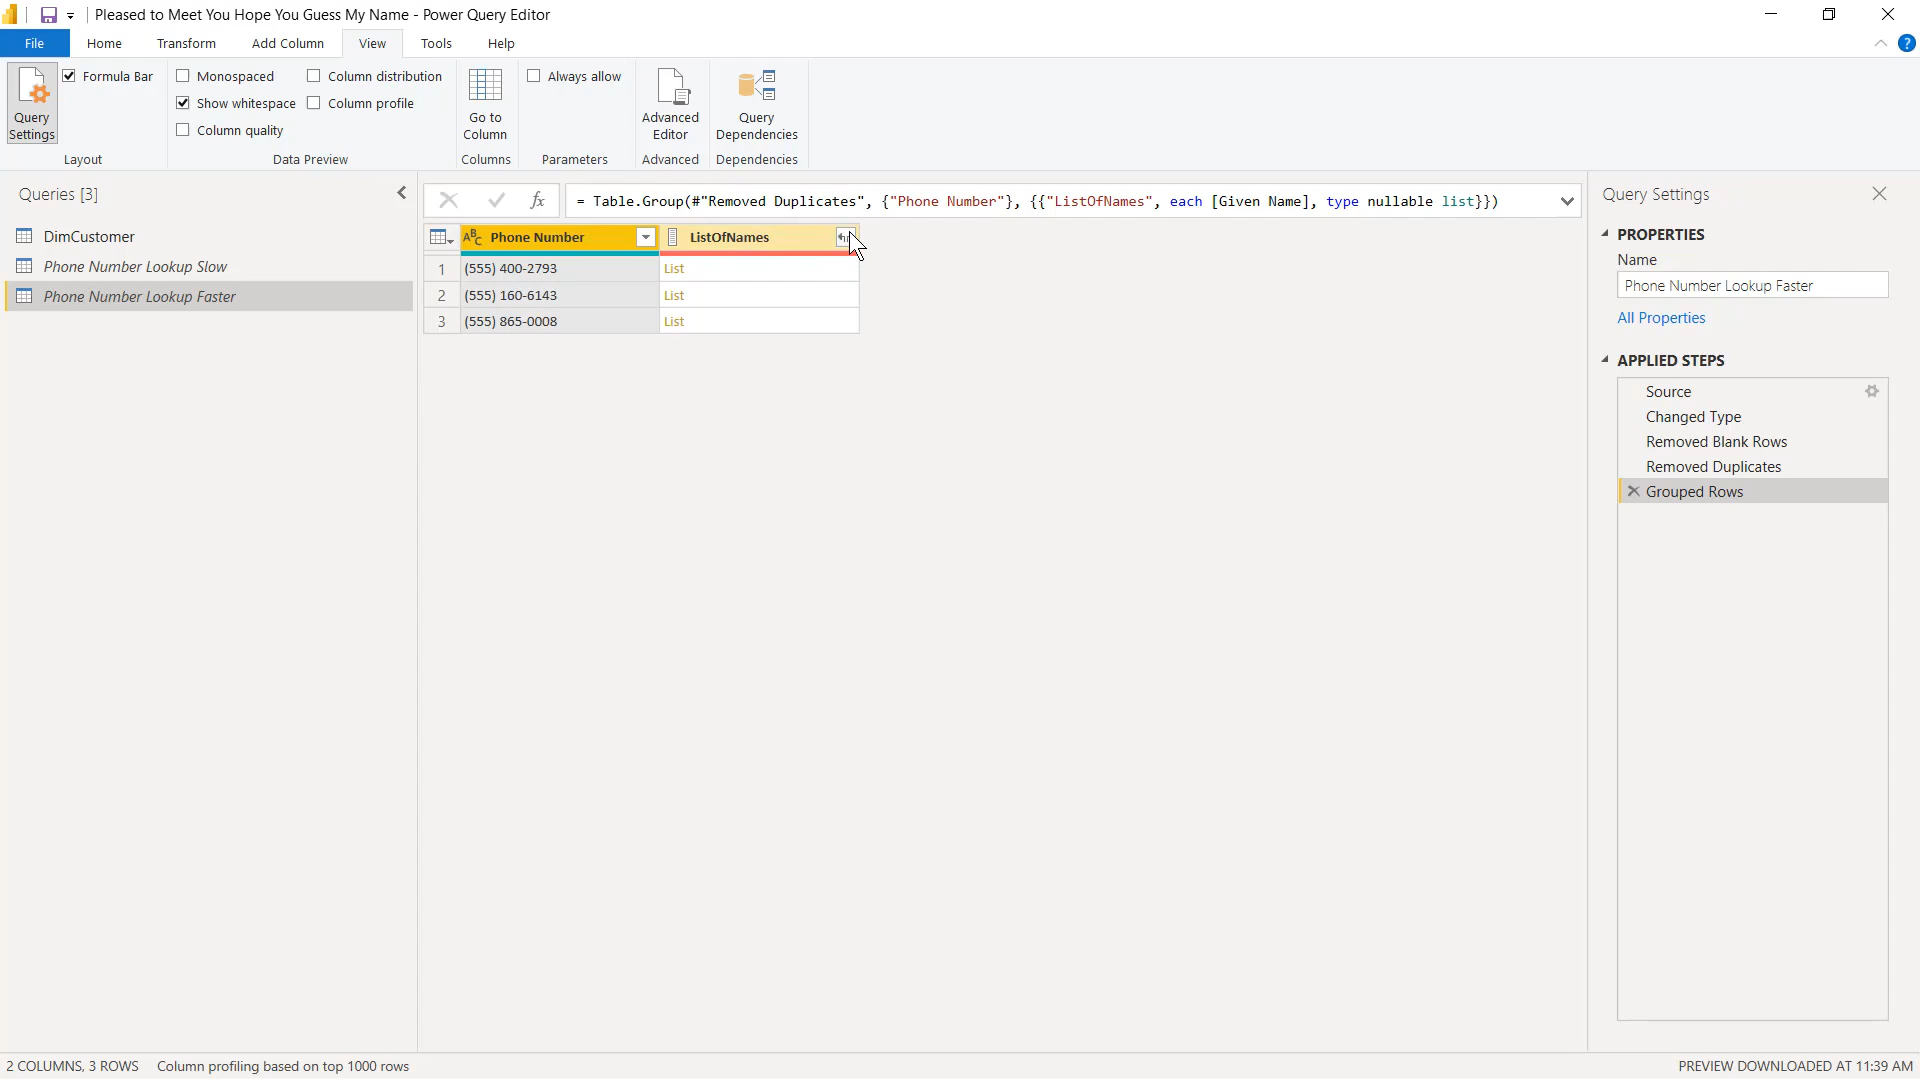 Pleased to Meet You Hope You Guess My Name - Power Query Editor
File Home Transform Add Column View Tools Help
Query Settings
Formula Bar
Layout
Monospaced
Show whitespace
Column quality
Column distribution
Column profile
Data Preview
Go to Column
Columns
Always allow
Parameters
Advanced Editor
Advanced
Query Dependencies
Dependencies
Queries [3]
DimCustomer
Phone Number Lookup Slow
Phone Number Lookup Faster
fx
= Table.Group(#"Removed Duplicates", {"Phone Number"}, {{"ListOfNames", each [Given Name], type nullable list}})
ABC Phone Number ListOfNames
1 (555) 400-2793 List
2 (555) 160-6143 List
3 (555) 865-0008 List
Query Settings
PROPERTIES
Name
Phone Number Lookup Faster
All Properties
APPLIED STEPS
Source
Changed Type
Removed Blank Rows
Removed Duplicates
Grouped Rows
2 COLUMNS, 3 ROWS Column profiling based on top 1000 rows
PREVIEW DOWNLOADED AT 11:39 AM